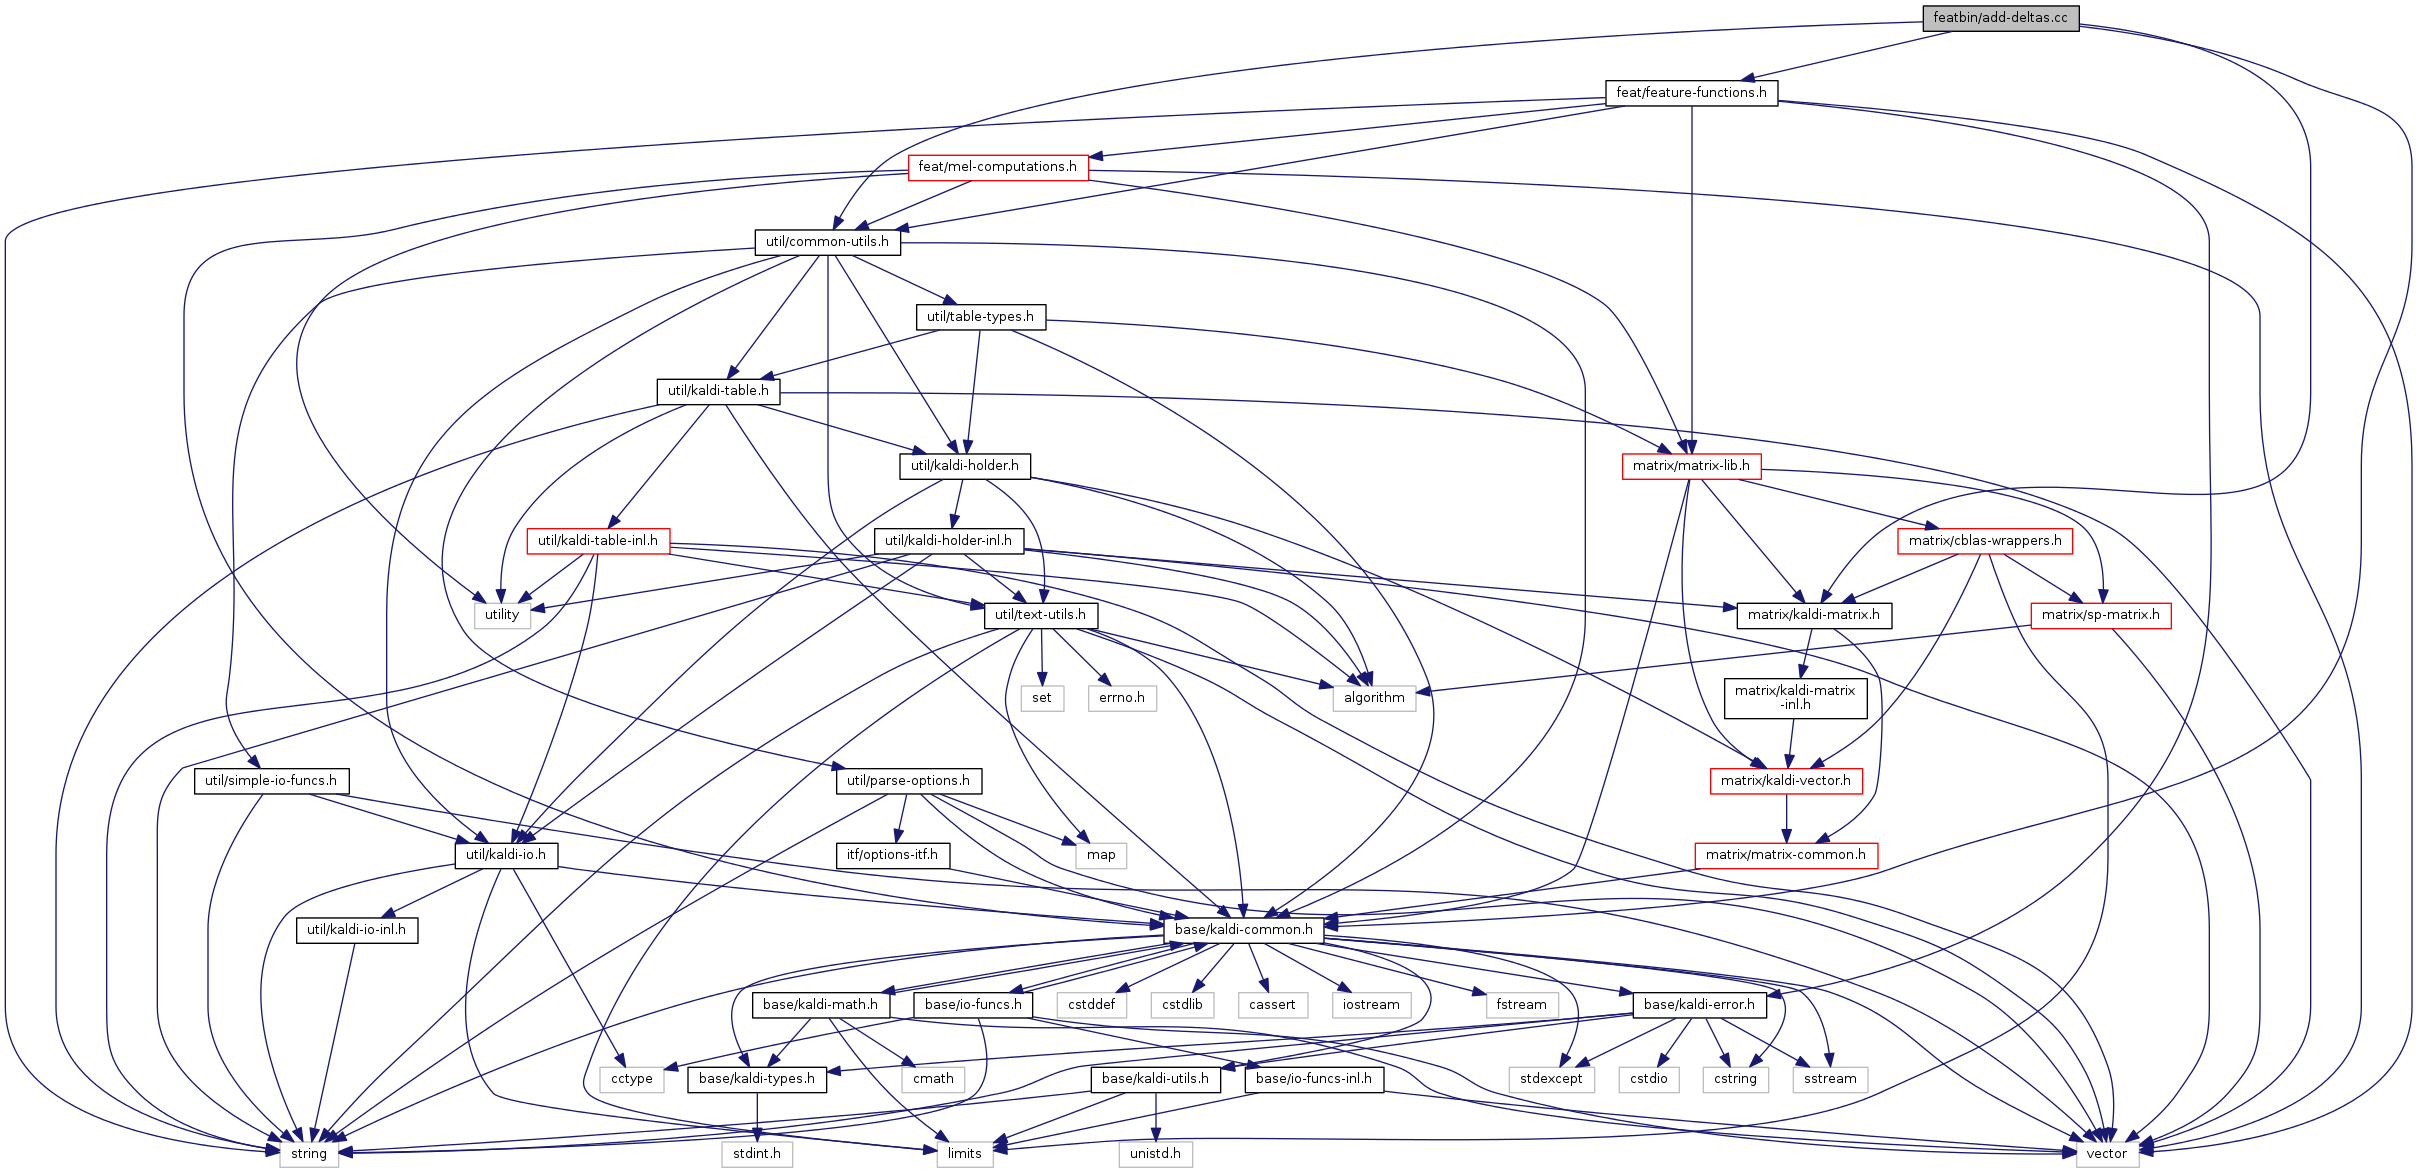 featbin/add-deltas.cc
feat/feature-functions.h
feat/mel-computations.h
util/common-utils.h
util/table-types.h
util/kaldi-table.h
util/kaldi-holder.h
matrix/matrix-lib.h
util/kaldi-table-inl.h
util/kaldi-holder-inl.h
matrix/cblas-wrappers.h
utility
util/text-utils.h
matrix/kaldi-matrix.h
matrix/sp-matrix.h
set
errno.h
algorithm
matrix/kaldi-matrix
-inl.h
util/simple-io-funcs.h
util/parse-options.h
matrix/kaldi-vector.h
util/kaldi-io.h
itf/options-itf.h
map
matrix/matrix-common.h
util/kaldi-io-inl.h
base/kaldi-common.h
base/kaldi-math.h
base/io-funcs.h
cstddef
cstdlib
cassert
iostream
fstream
base/kaldi-error.h
cctype
base/kaldi-types.h
cmath
base/kaldi-utils.h
base/io-funcs-inl.h
stdexcept
cstdio
cstring
sstream
string
stdint.h
limits
unistd.h
vector